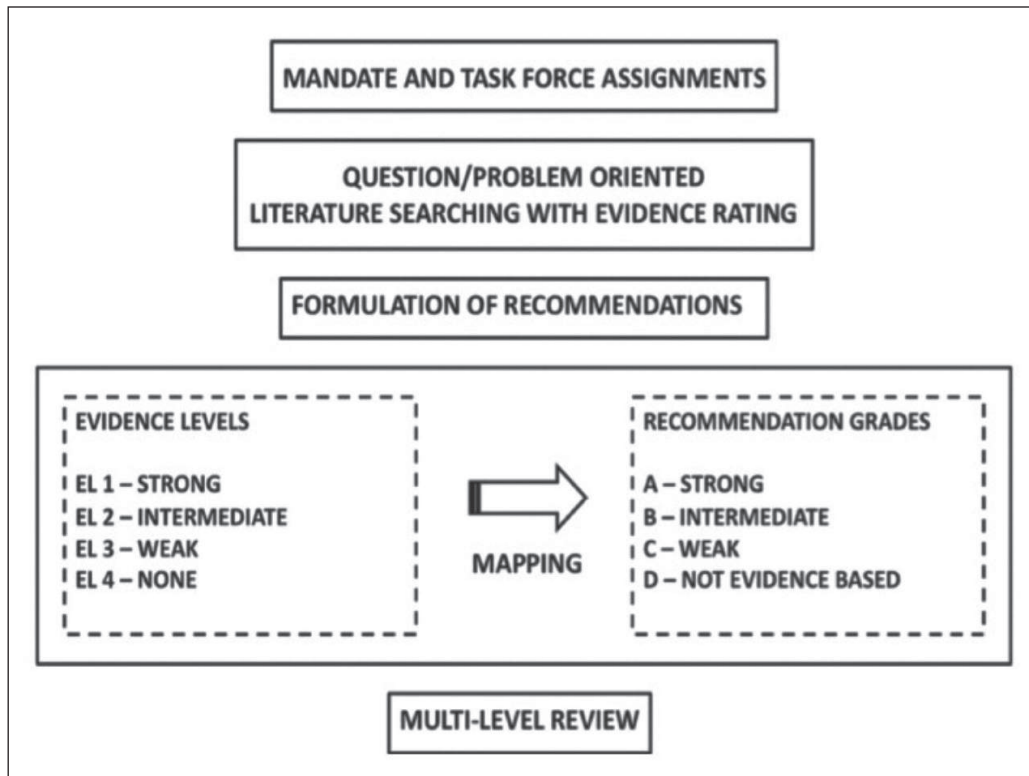 MANDATE AND TASK FORCE ASSIGNMENTS
QUESTION/PROBLEM ORIENTED
LITERATURE SEARCHING WITH EVIDENCE RATING
FORMULATION OF RECOMMENDATIONS
EVIDENCE LEVELS
EL 1 – STRONG
EL 2 – INTERMEDIATE
EL 3 – WEAK
EL 4 – NONE
MAPPING
RECOMMENDATION GRADES
A – STRONG
B – INTERMEDIATE
C – WEAK
D – NOT EVIDENCE BASED
MULTI-LEVEL REVIEW